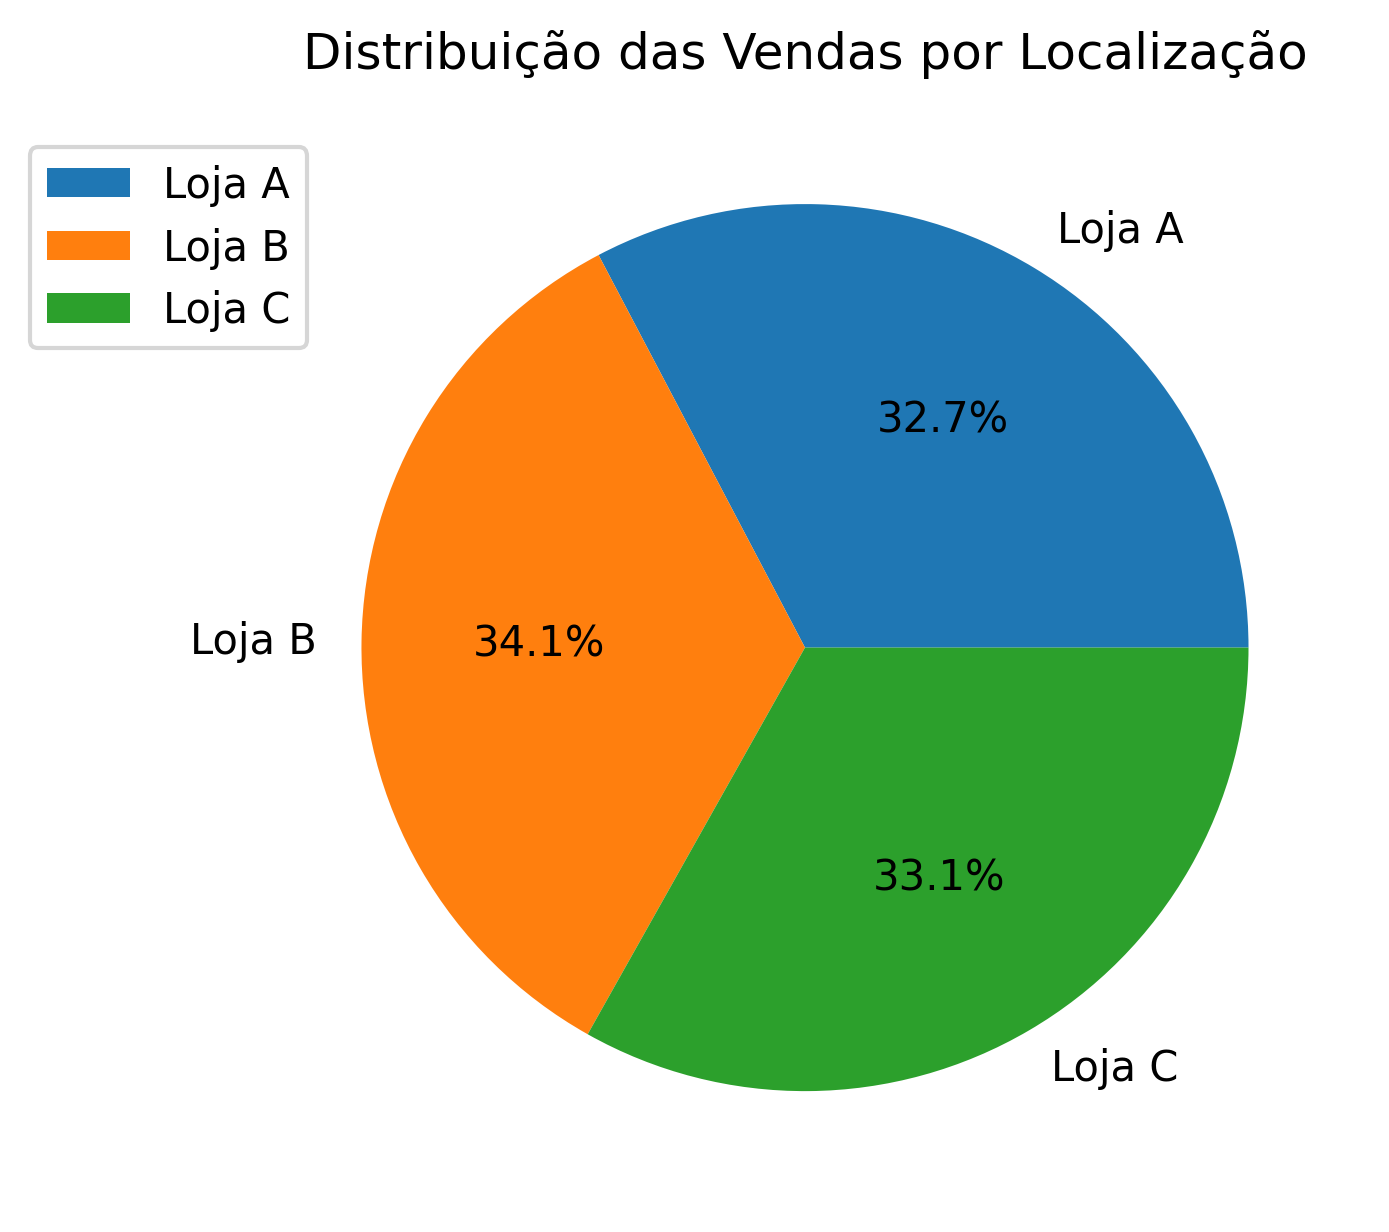 Distribuição das Vendas por Localização
Loja A
Loja B
Loja C
Loja A
32.7%
Loja B
34.1%
33.1%
Loja C